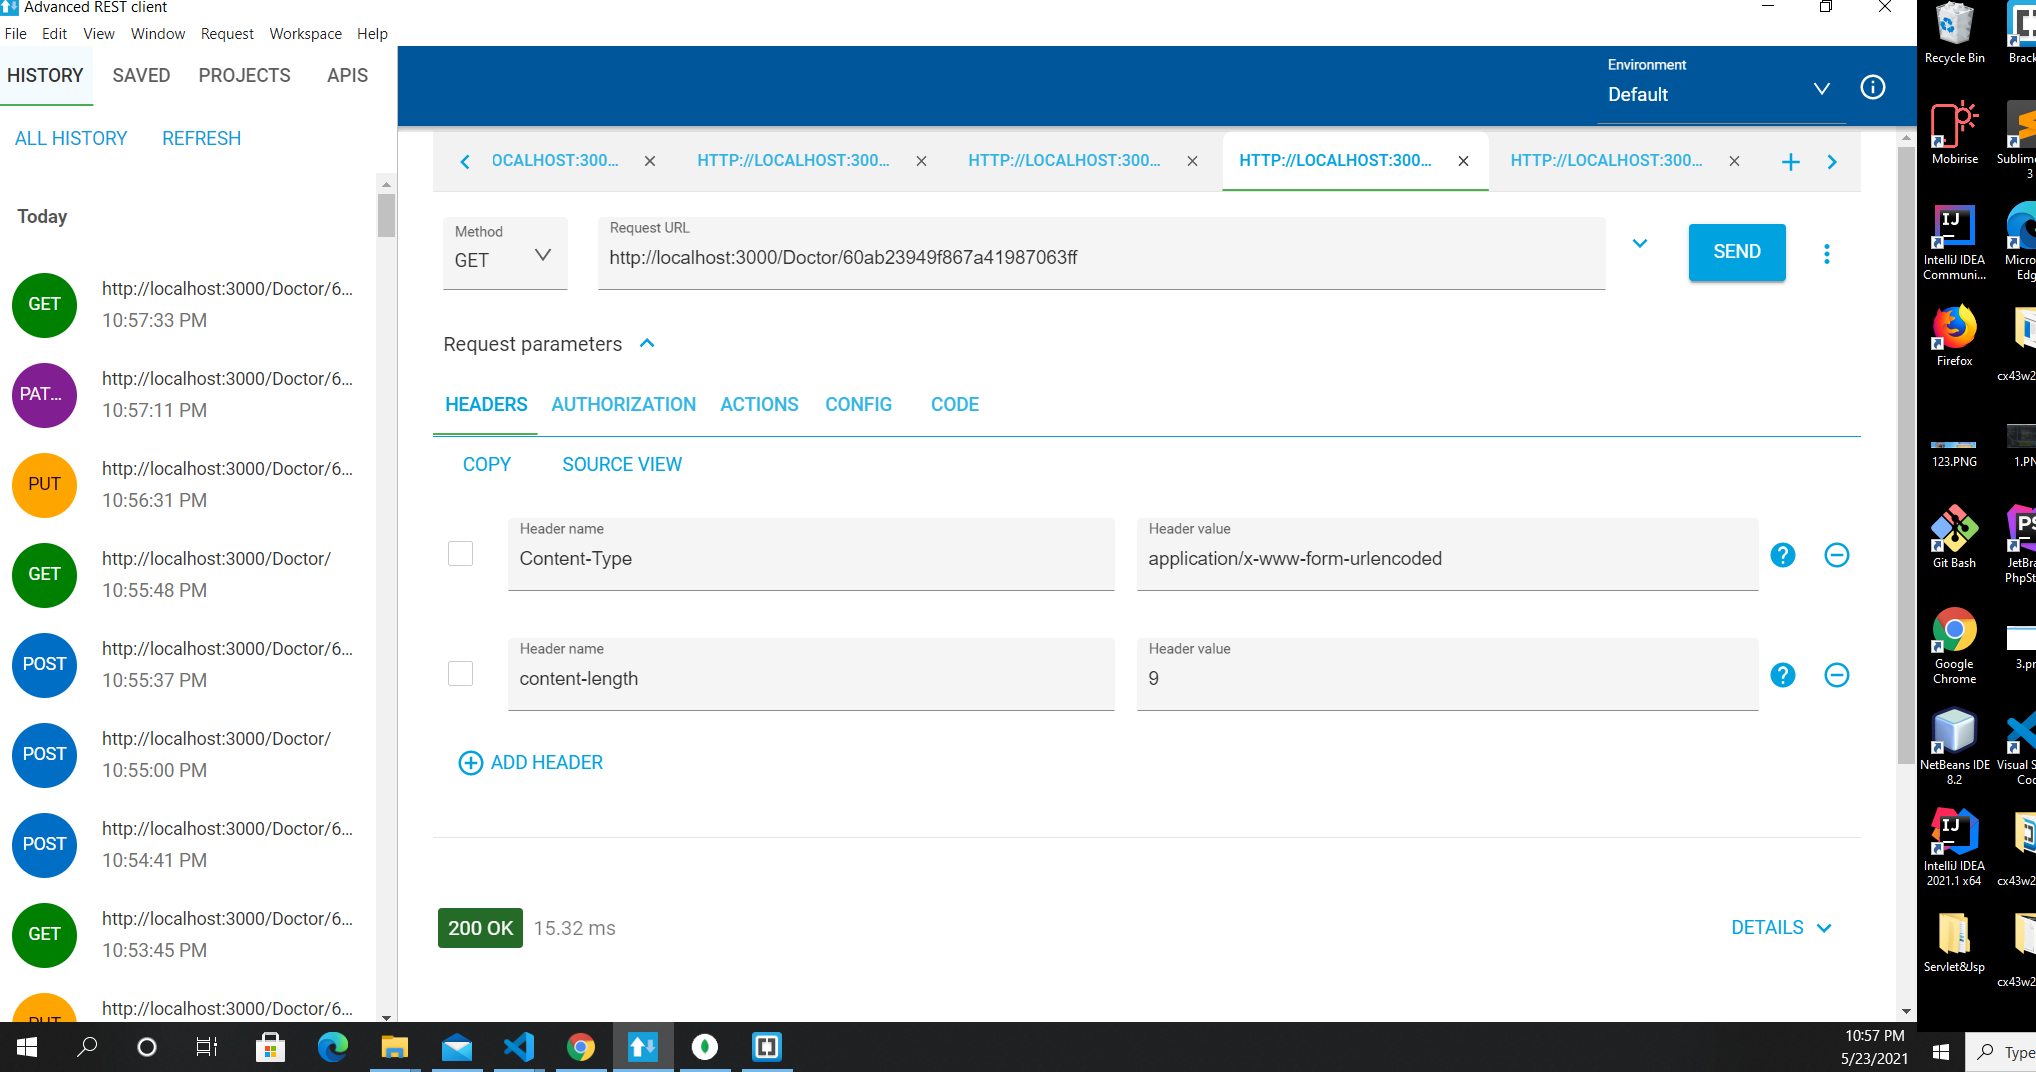 Advanced REST client
File Edit View Window Request Workspace Help
HISTORY SAVED PROJECTS APIS
ALL HISTORY REFRESH
Today
GET http://localhost:3000/Doctor/6...
10:57:33 PM
PAT... http://localhost:3000/Doctor/6...
10:57:11 PM
PUT http://localhost:3000/Doctor/6...
10:56:31 PM
GET http://localhost:3000/Doctor/
10:55:48 PM
POST http://localhost:3000/Doctor/6...
10:55:37 PM
POST http://localhost:3000/Doctor/
10:55:00 PM
POST http://localhost:3000/Doctor/6...
10:54:41 PM
GET http://localhost:3000/Doctor/6...
10:53:45 PM
PUT http://localhost:3000/Doctor/6...
Environment
Default
OCALHOST:300... HTTP://LOCALHOST:300... HTTP://LOCALHOST:300... HTTP://LOCALHOST:300... HTTP://LOCALHOST:300...
Method
GET
Request URL
http://localhost:3000/Doctor/60ab23949f867a41987063ff
SEND
Request parameters
HEADERS AUTHORIZATION ACTIONS CONFIG CODE
COPY SOURCE VIEW
Header name
Content-Type
Header value
application/x-www-form-urlencoded
Header name
content-length
Header value
9
ADD HEADER
200 OK 15.32 ms
DETAILS
Recycle Bin Brack
Mobirise Sublime
3
IJ
IntelliJ IDEA Micro
Communi... Edg
Firefox
cx43w2
123.PNG 1.PN
PS
Git Bash JetBra
PhpSt
Google 3.pn
Chrome
NetBeans IDE Visual S
8.2 Coc
IJ
IntelliJ IDEA
2021.1 x64 cx43w2
Servlet&Jsp
cx43w2
10:57 PM
5/23/2021
Type